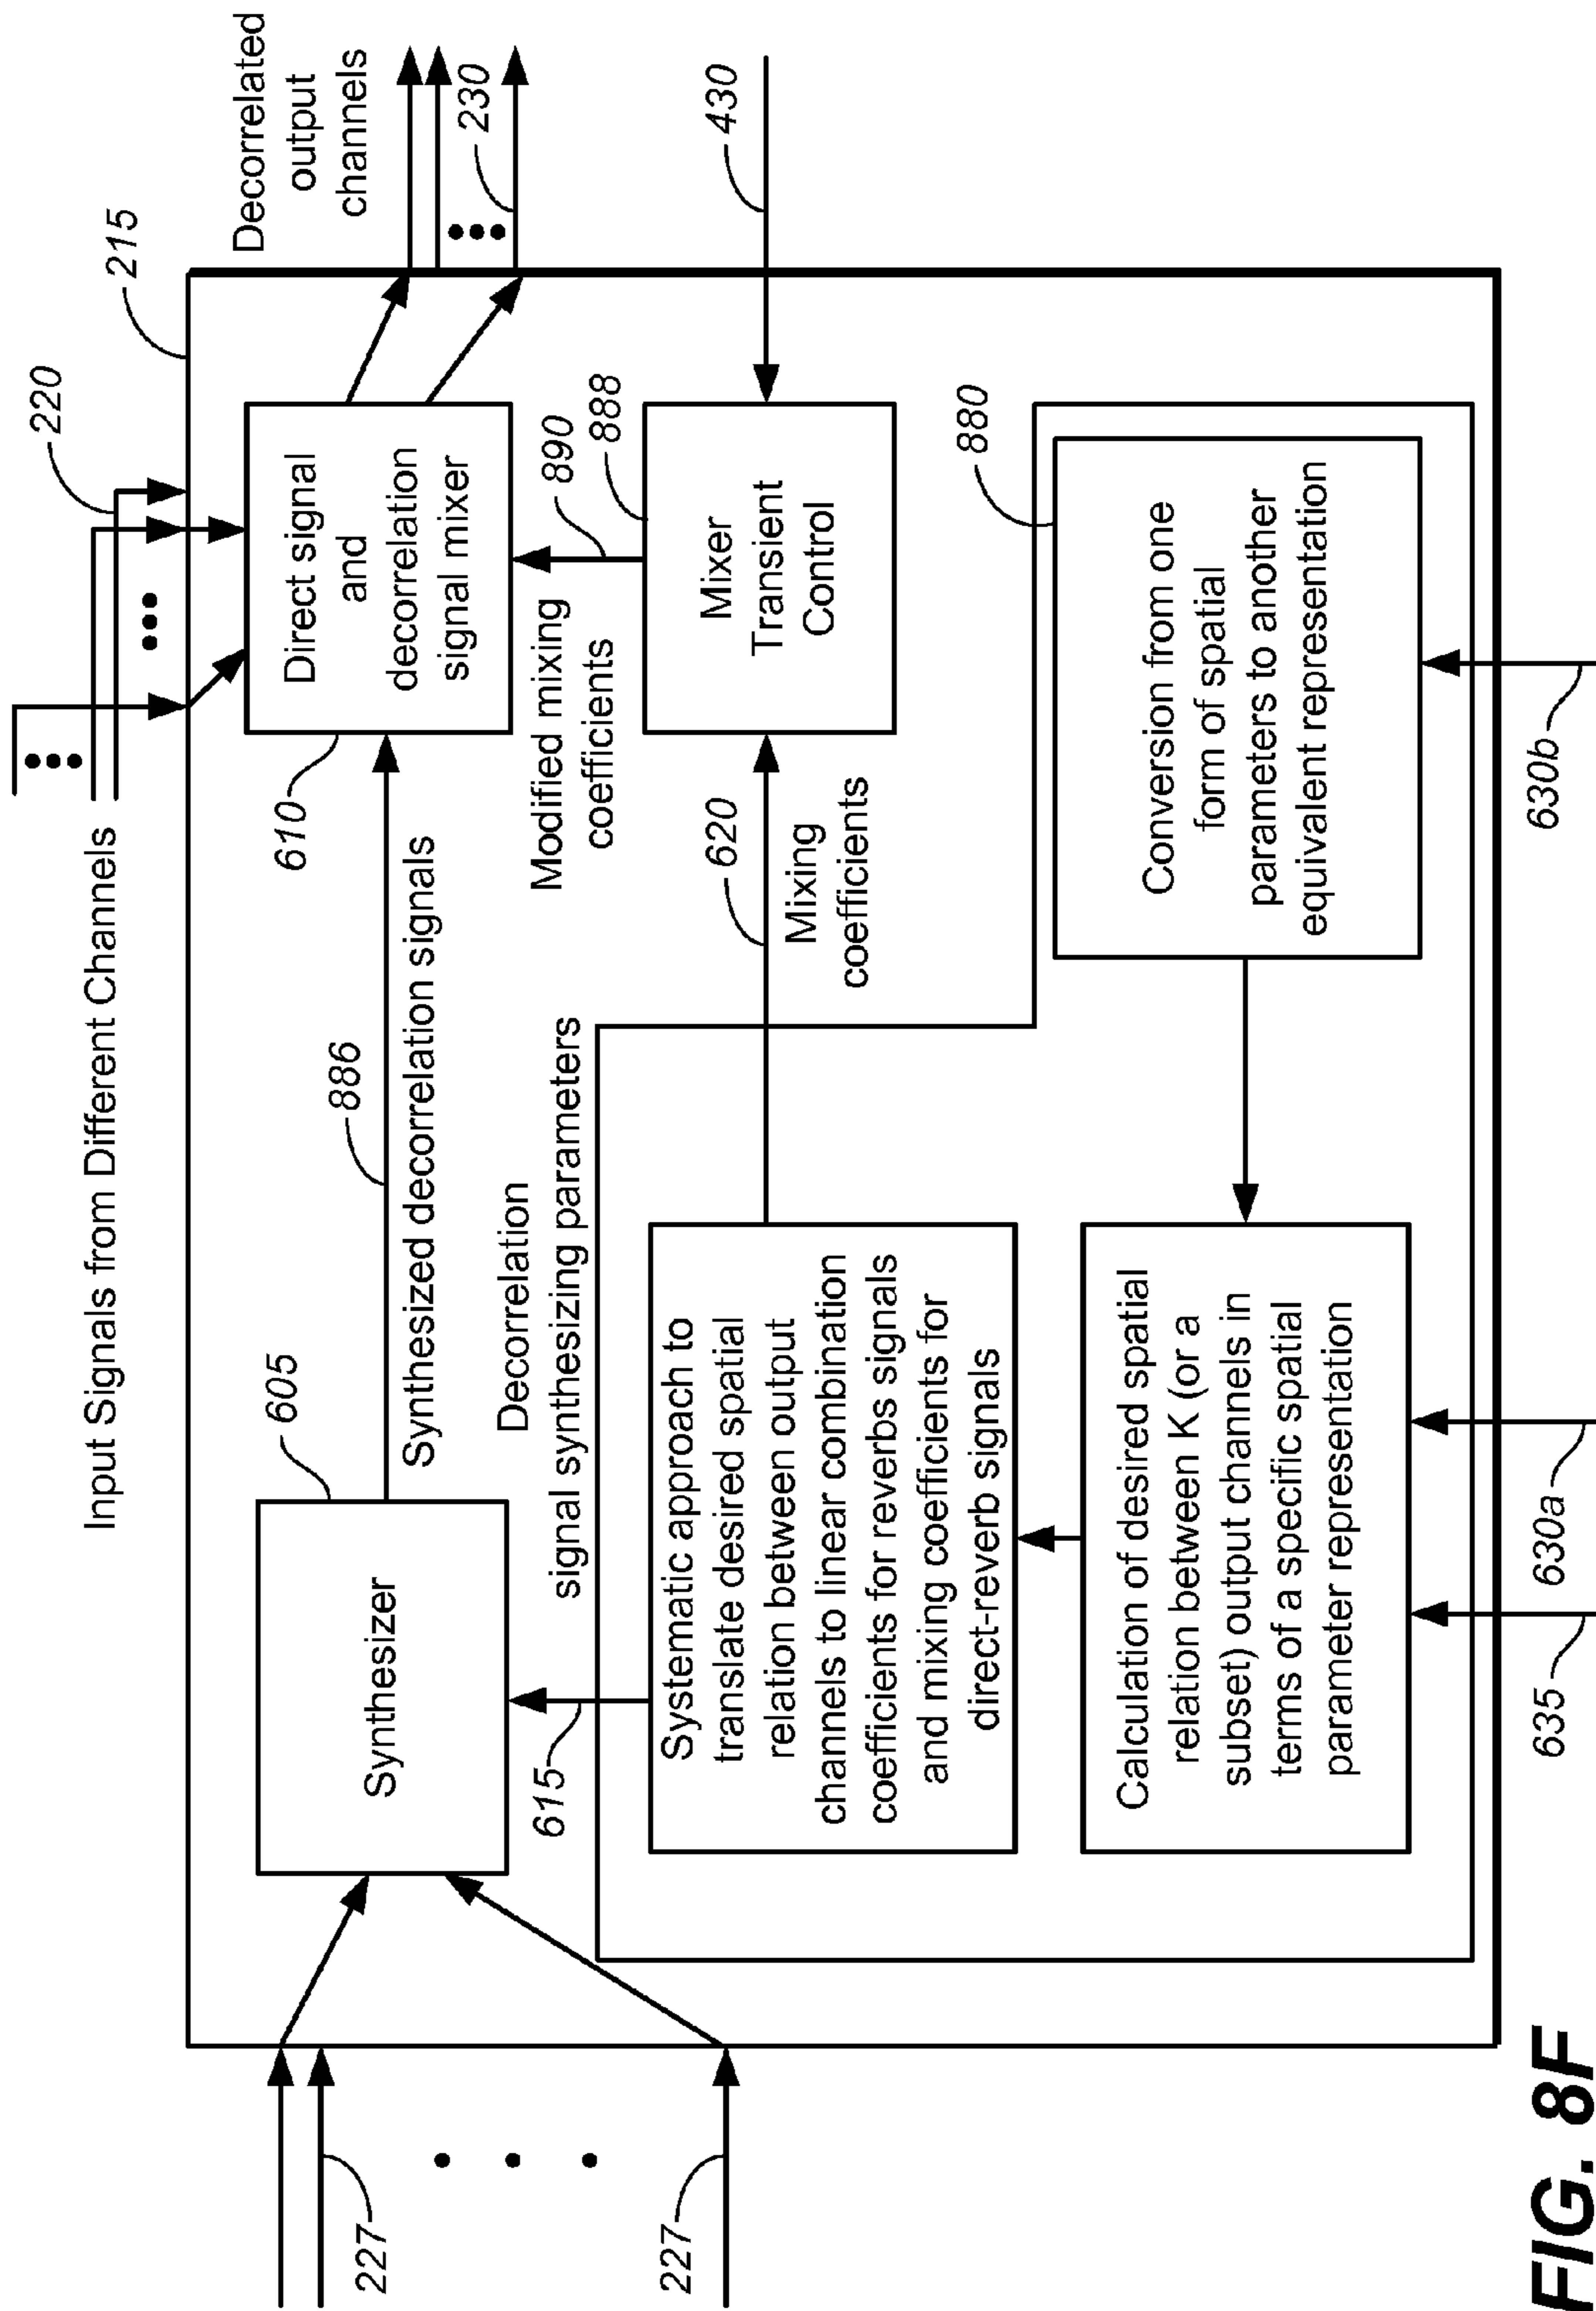 Input Signals from Different Channels
220
215
Decorrelated
output
channels
227
227
605
Synthesizer
886
Synthesized decorrelation signals
610
Direct signal
and
decorrelation
signal mixer
230
615
Decorrelation
signal synthesizing parameters
Modified mixing
coefficients
890
888
Systematic approach to
translate desired spatial
relation between output
channels to linear combination
coefficients for reverbs signals
and mixing coefficients for
direct-reverb signals
620
Mixing
coefficients
Mixer
Transient
Control
430
880
Calculation of desired spatial
relation between K (or a
subset) output channels in
terms of a specific spatial
parameter representation
Conversion from one
form of spatial
parameters to another
equivalent representation
635
630a
630b
FIG. 8F